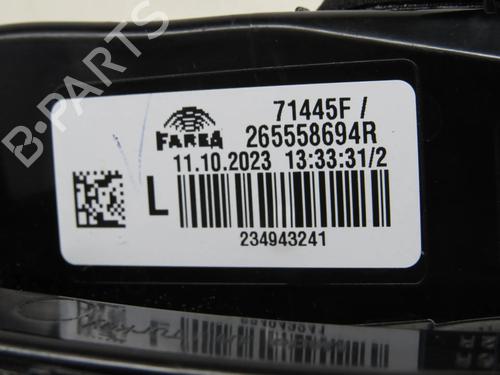 71445F /
FAREA 265558694R
11.10.2023 13:33:31/2
L
234943241
B-PARTS